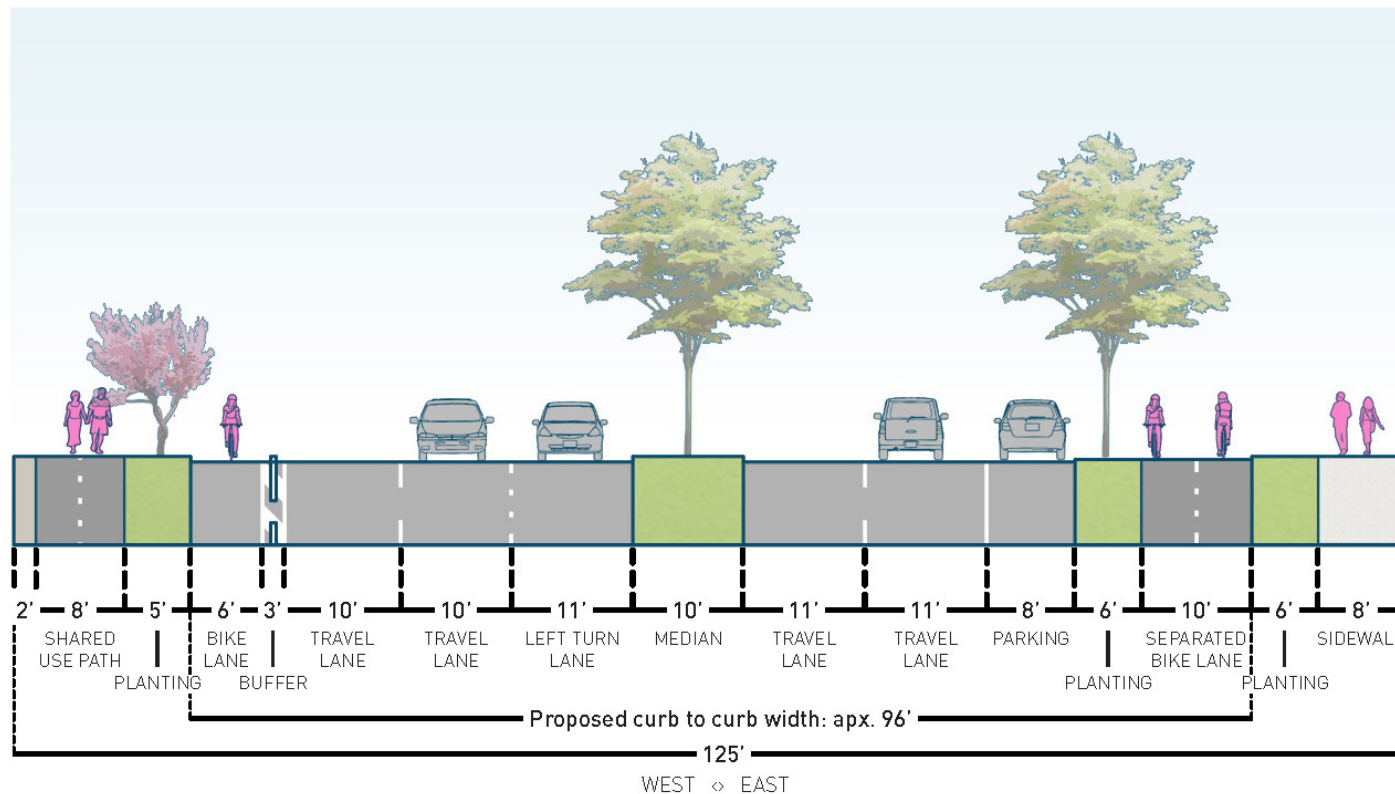 2' 8' 5' 6' 3' 10' 10' 11' 10' 11' 11' 8' 6' 10' 6' 8'
SHARED
USE PATH
PLANTING
BIKE
LANE
BUFFER
TRAVEL
LANE
TRAVEL
LANE
LEFT TURN
LANE
MEDIAN
TRAVEL
LANE
TRAVEL
LANE
PARKING
PLANTING
SEPARATED
BIKE LANE
PLANTING
SIDEWAL
Proposed curb to curb width: apx. 96'
125'
WEST <> EAST